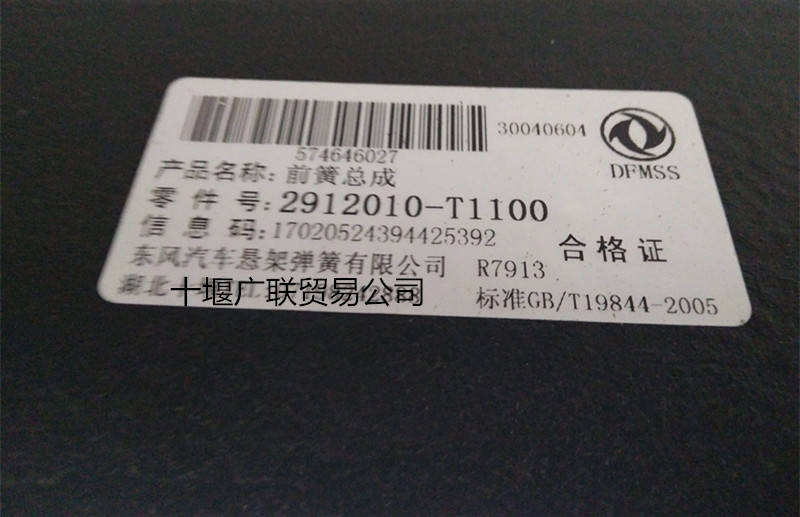 30040604
574646027
DFMSS
产品名称: 前簧总成
零件号: 2912010-T1100
信息码: 17020524394425392
合格证
东风汽车悬架弹簧有限公司 R7913
湖北
十堰广联贸易公司
标准GB/T19844-2005